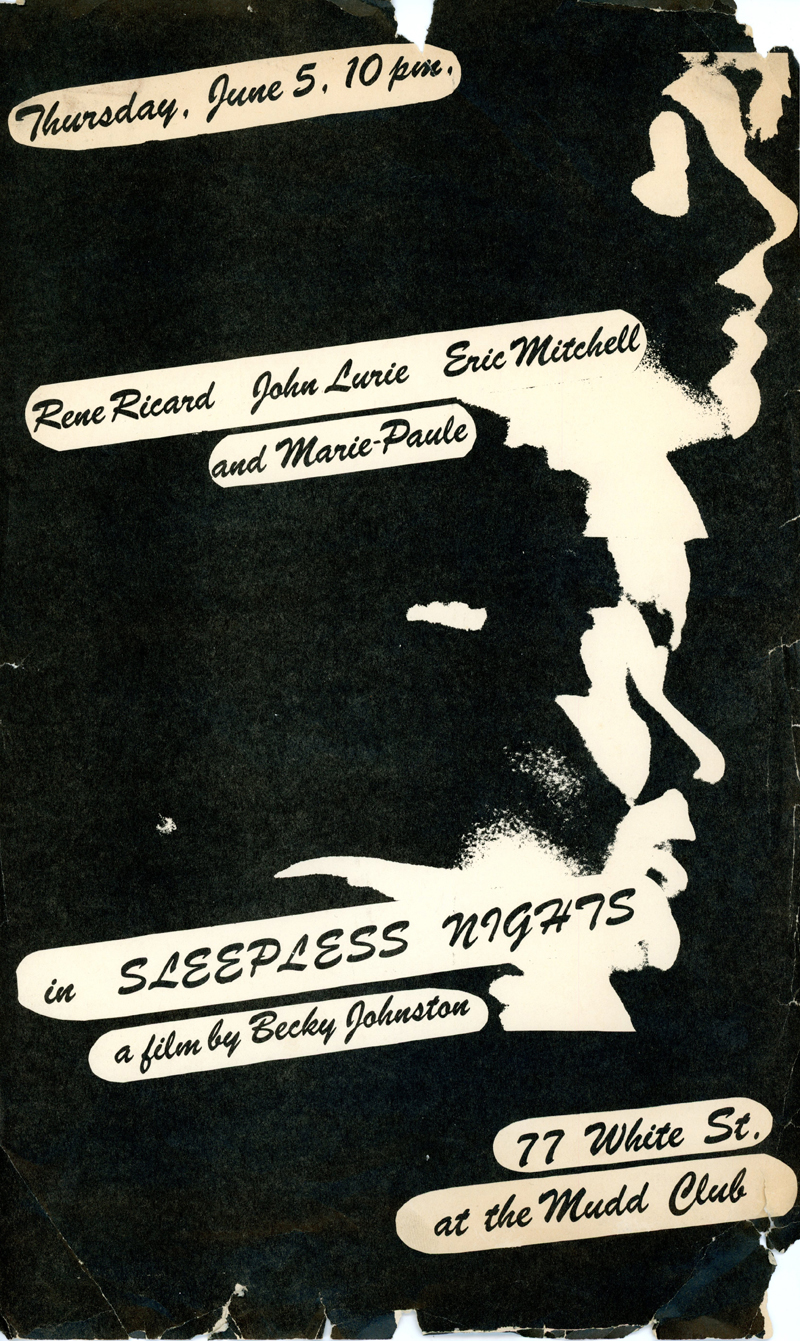 Thursday, June 5, 10 pm.
Rene Ricard John Lurie Eric Mitchell
and Marie-Paule
in SLEEPLESS NIGHTS
a film by Becky Johnston
77 White St.
at the Mudd Club